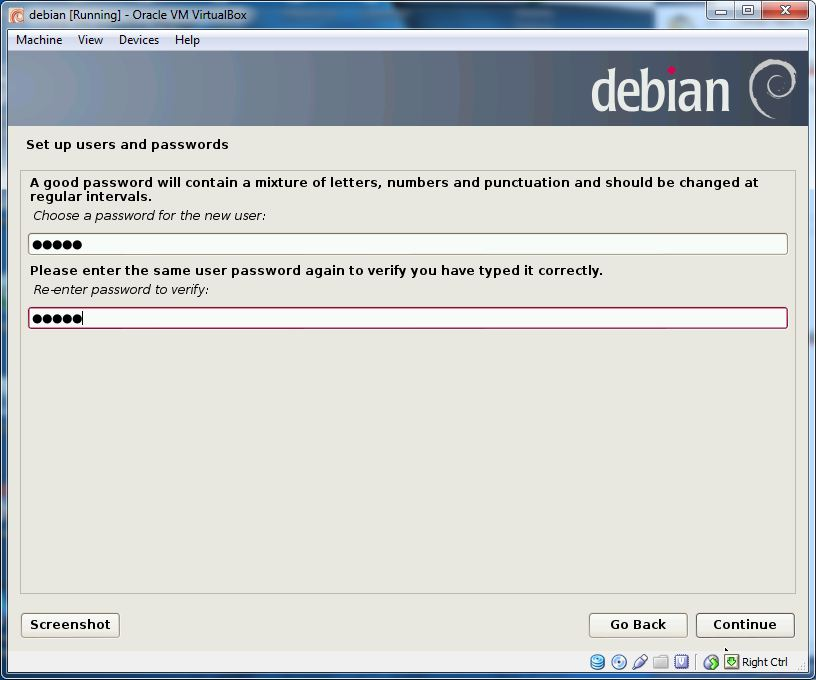 debian [Running] - Oracle VM VirtualBox
Machine View Devices Help
debian
Set up users and passwords
A good password will contain a mixture of letters, numbers and punctuation and should be changed at
regular intervals.
Choose a password for the new user:
●●●●●
Please enter the same user password again to verify you have typed it correctly.
Re-enter password to verify:
●●●●●
Screenshot Go Back Continue
Right Ctrl